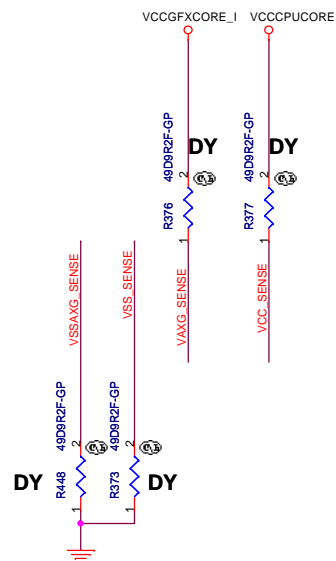 VCCGFXCORE_I
VCCCPUCORE
49D9R2F-GP
DY
2
R376
1
VAXG_SENSE
49D9R2F-GP
DY
2
R377
1
VCC_SENSE
VSSAXG_SENSE
VSS_SENSE
49D9R2F-GP
2
DY
R448
1
49D9R2F-GP
2
R373
DY
1